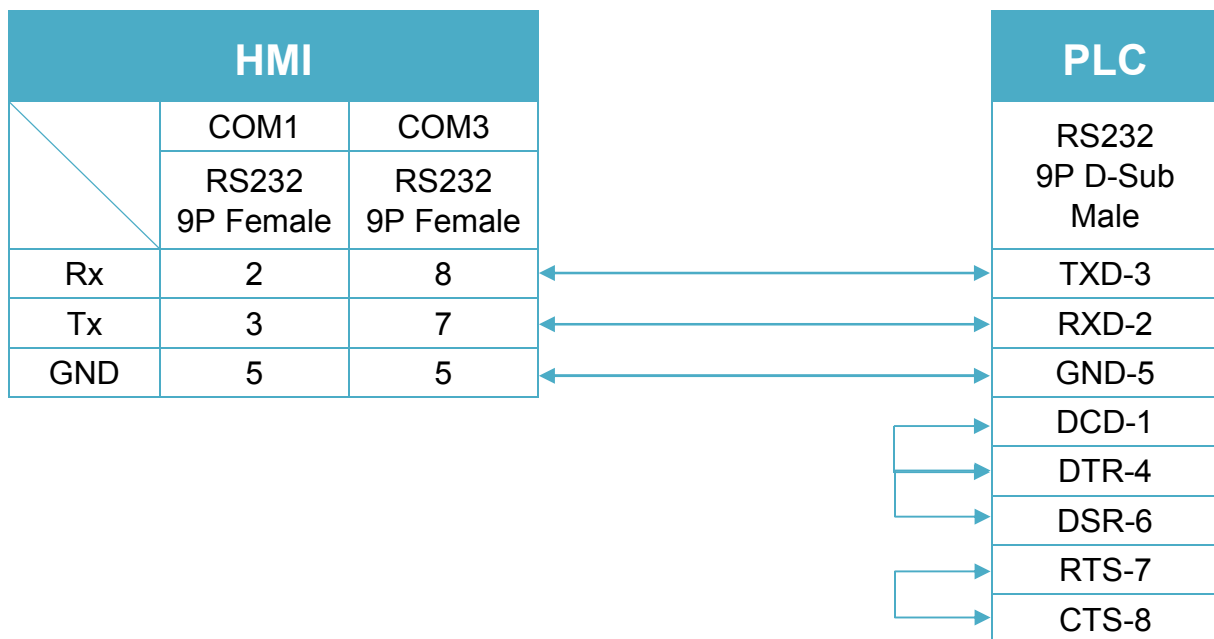 HMI
PLC
COM1
COM3
RS232
9P Female
RS232
9P Female
RS232
9P D-Sub
Male
Rx
2
8
TXD-3
Tx
3
7
RXD-2
GND
5
5
GND-5
DCD-1
DTR-4
DSR-6
RTS-7
CTS-8